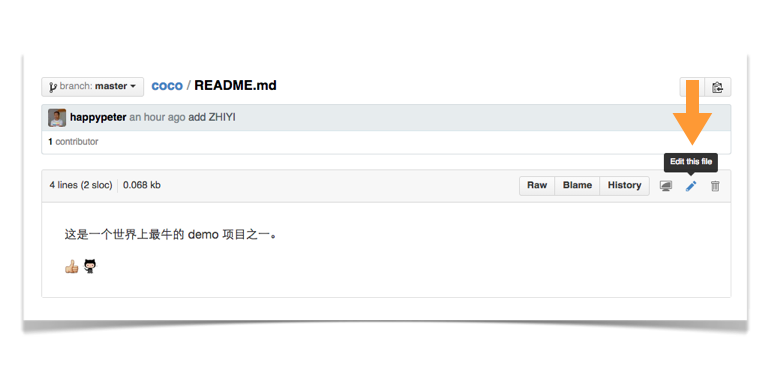 branch: master coco / README.md
happypeter an hour ago add ZHIYI
1 contributor
Edit this file
4 lines (2 sloc) 0.068 kb Raw Blame History
这是一个世界上最牛的 demo 项目之一。